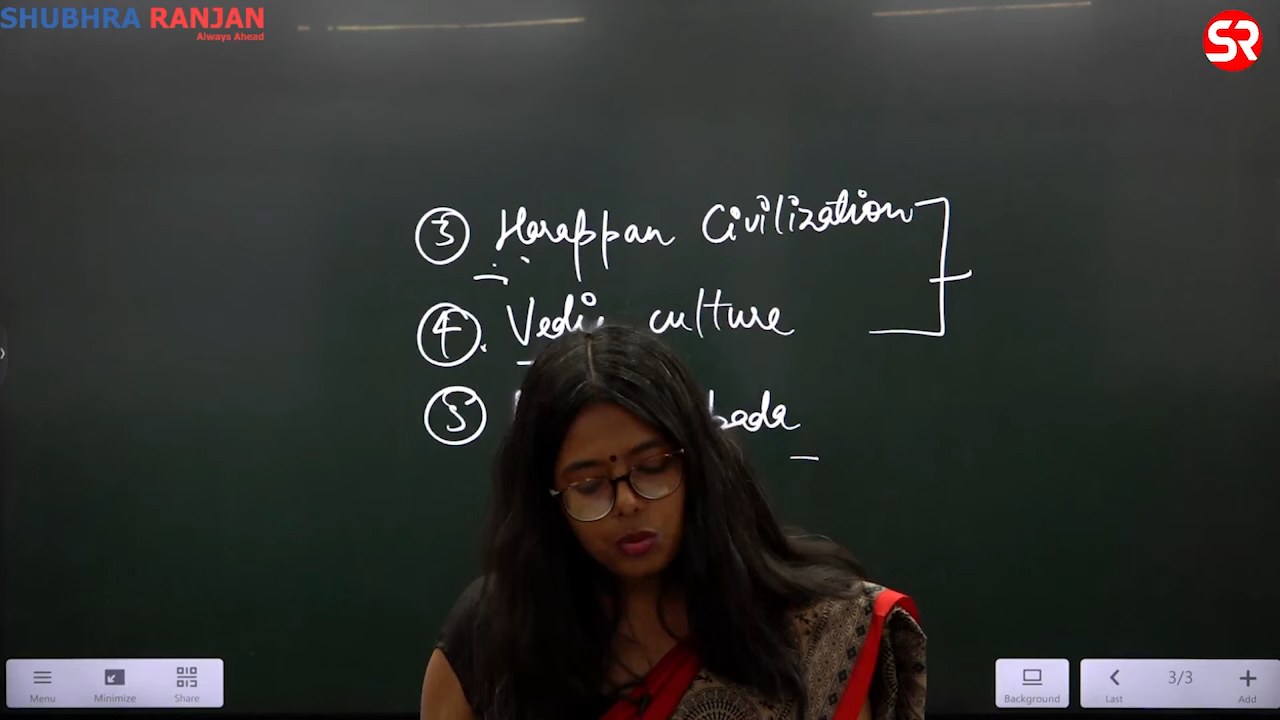 SHUBHRA RANJAN
Always Ahead
SR
③ Harappan Civilization
④. Vedic culture
⑤
Menu
Minimize
Share
Background
Last
3/3
Add